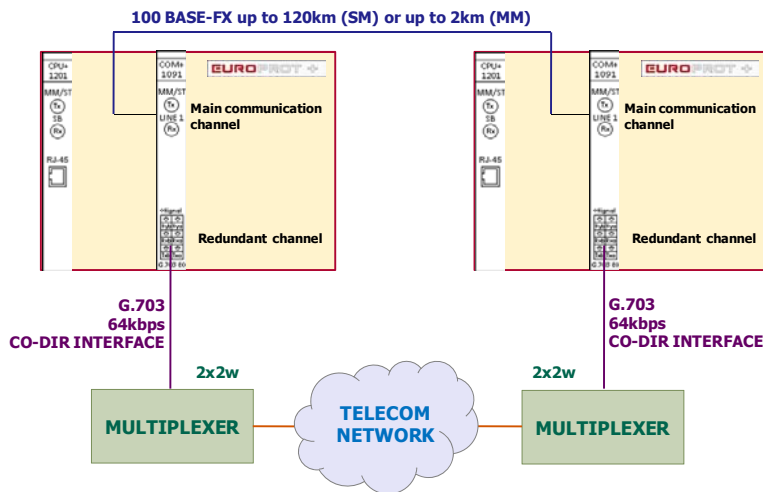 100 BASE-FX up to 120km (SM) or up to 2km (MM)
CPU+
1201
MM/ST
Tx
SB
Rx
RJ-45
COM+
1091
MM/ST
Tx
LINE 1
Rx
EUROPROT +
Main communication
channel
+Signal
Redundant channel
CPU+
1201
MM/ST
Tx
SB
Rx
RJ-45
COM+
1091
MM/ST
Tx
LINE 1
Rx
EUROPROT +
Main communication
channel
+Signal
Redundant channel
G.703
64kbps
CO-DIR INTERFACE
G.703
64kbps
CO-DIR INTERFACE
2x2w
2x2w
MULTIPLEXER
TELECOM
NETWORK
MULTIPLEXER